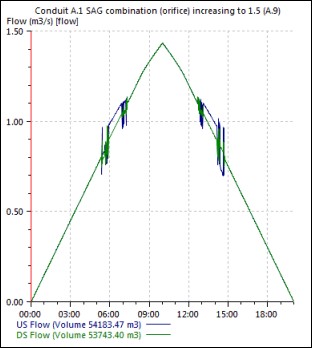 Conduit A.1 SAG combination (orifice) increasing to 1.5 (A.9)
Flow (m3/s) [flow]
1.50
1.00
0.50
0.00
00:00 03:00 06:00 09:00 12:00 15:00 18:00
US Flow (Volume 54183.47 m3)
DS Flow (Volume 53743.40 m3)